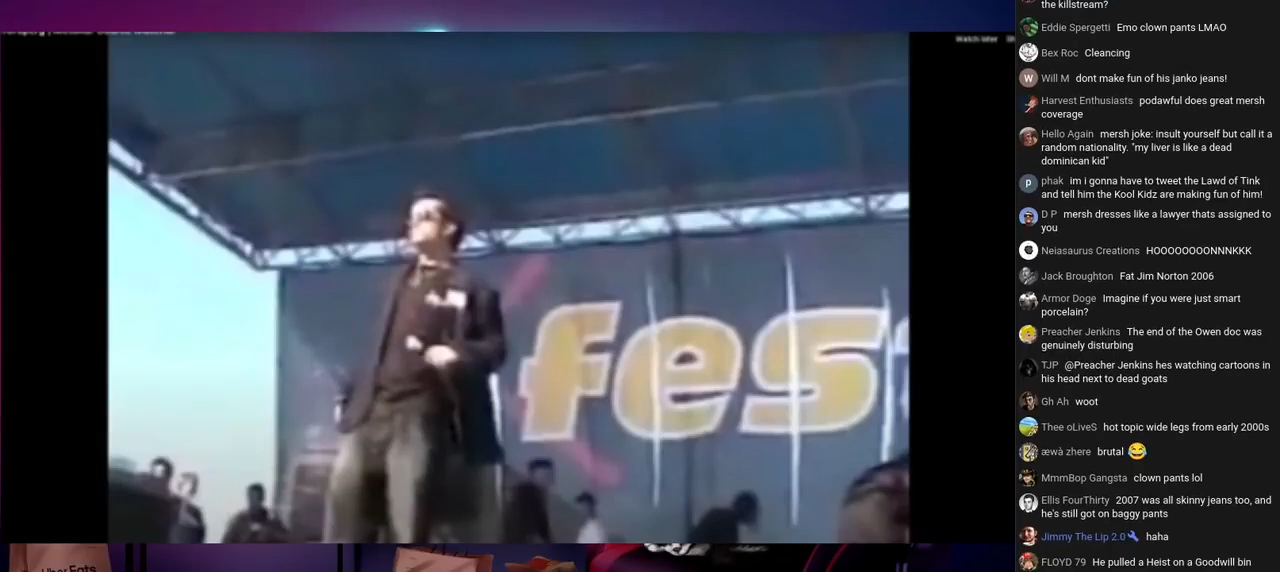 Watch later
fest
Uber Eats
the killstream?
Eddie Spergetti Emo clown pants LMAO
Bex Roc Cleancing
W Will M dont make fun of his janko jeans!
Harvest Enthusiasts podawful does great mersh
coverage
Hello Again mersh joke: insult yourself but call it a
random nationality. "my liver is like a dead
dominican kid"
P phak im i gonna have to tweet the Lawd of Tink
and tell him the Kool Kidz are making fun of him!
D P mersh dresses like a lawyer thats assigned to
you
Neiasaurus Creations HOOOOOOOONNNKKK
Jack Broughton Fat Jim Norton 2006
Armor Doge Imagine if you were just smart
porcelain?
Preacher Jenkins The end of the Owen doc was
genuinely disturbing
TJP @Preacher Jenkins hes watching cartoons in
his head next to dead goats
Gh Ah woot
Thee oLiveS hot topic wide legs from early 2000s
æwà zhere brutal 😂
MmmBop Gangsta clown pants lol
Ellis FourThirty 2007 was all skinny jeans too, and
he's still got on baggy pants
Jimmy The Lip 2.0 haha
FLOYD 79 He pulled a Heist on a Goodwill bin